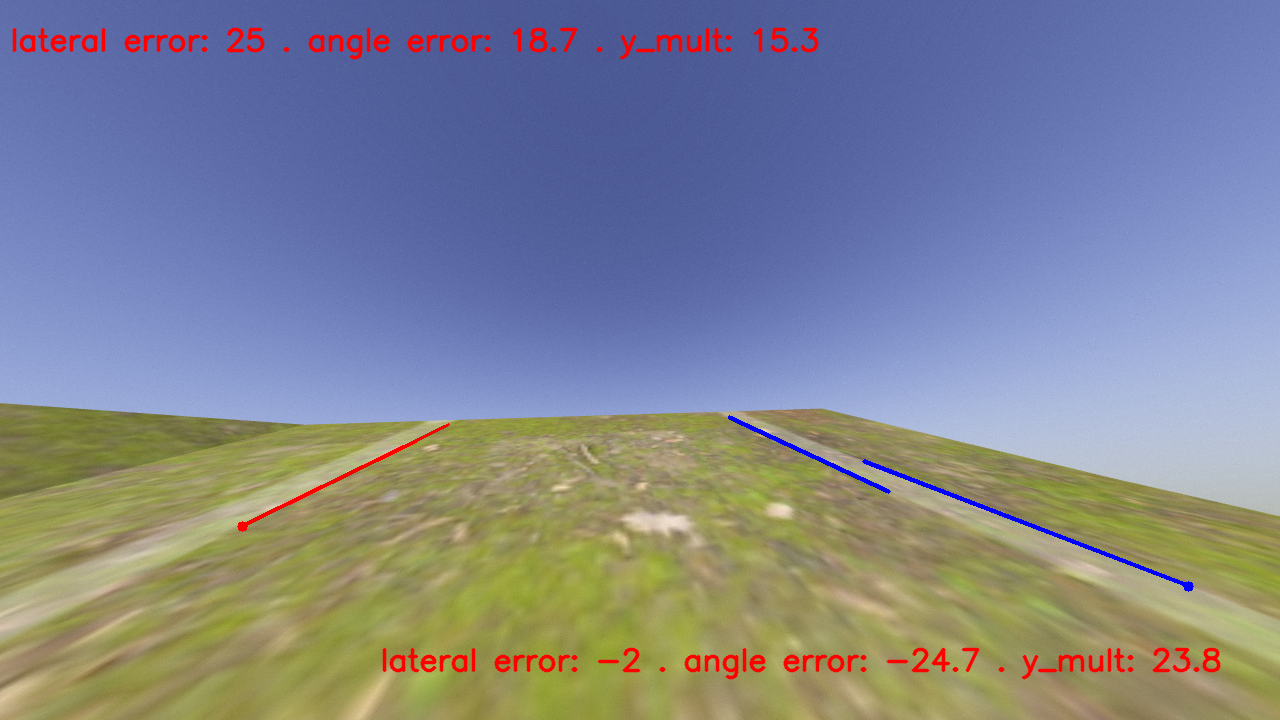 lateral error: 25 . angle error: 18.7 . y_mult: 15.3
lateral error: -2 . angle error: -24.7 . y_mult: 23.8